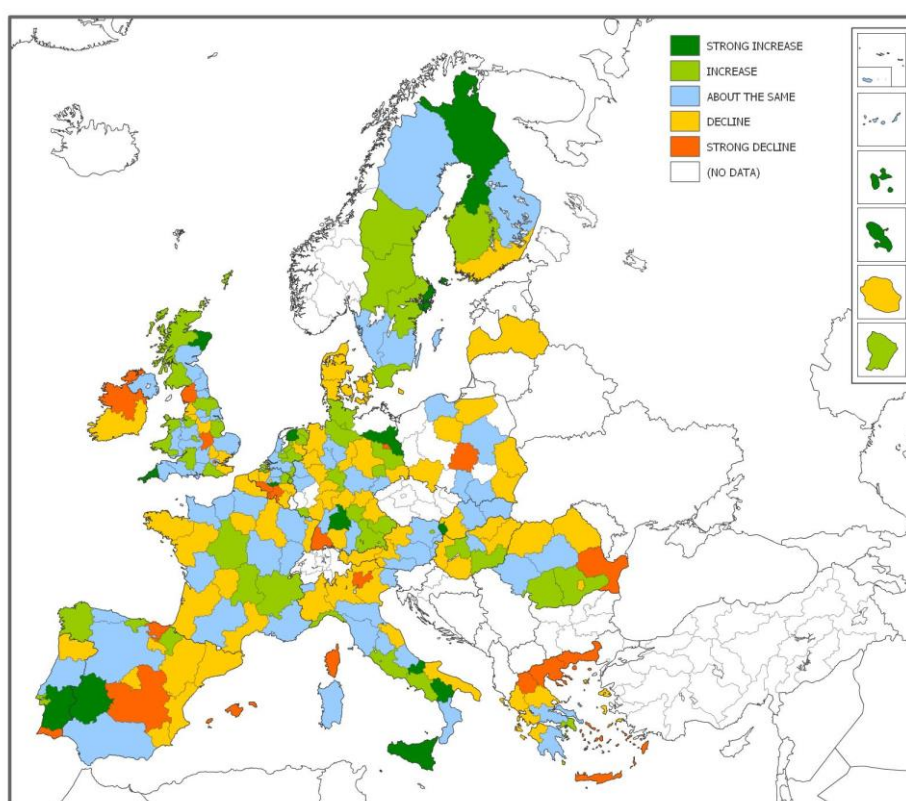 STRONG INCREASE
INCREASE
ABOUT THE SAME
DECLINE
STRONG DECLINE
(NO DATA)